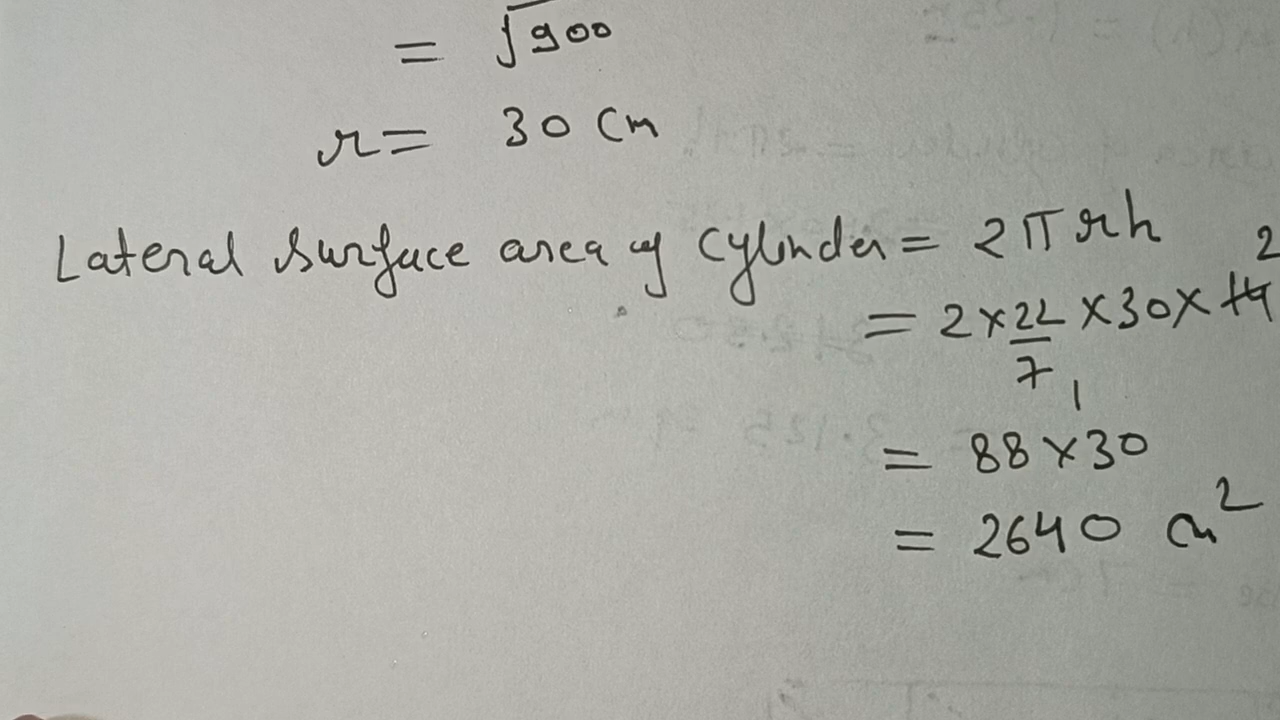 = √900
r = 30 cm
Lateral surface area of cylinder = 2πrh
= 2 × 22/7 × 30 × 14 2
1
= 88 × 30
= 2640 cm²